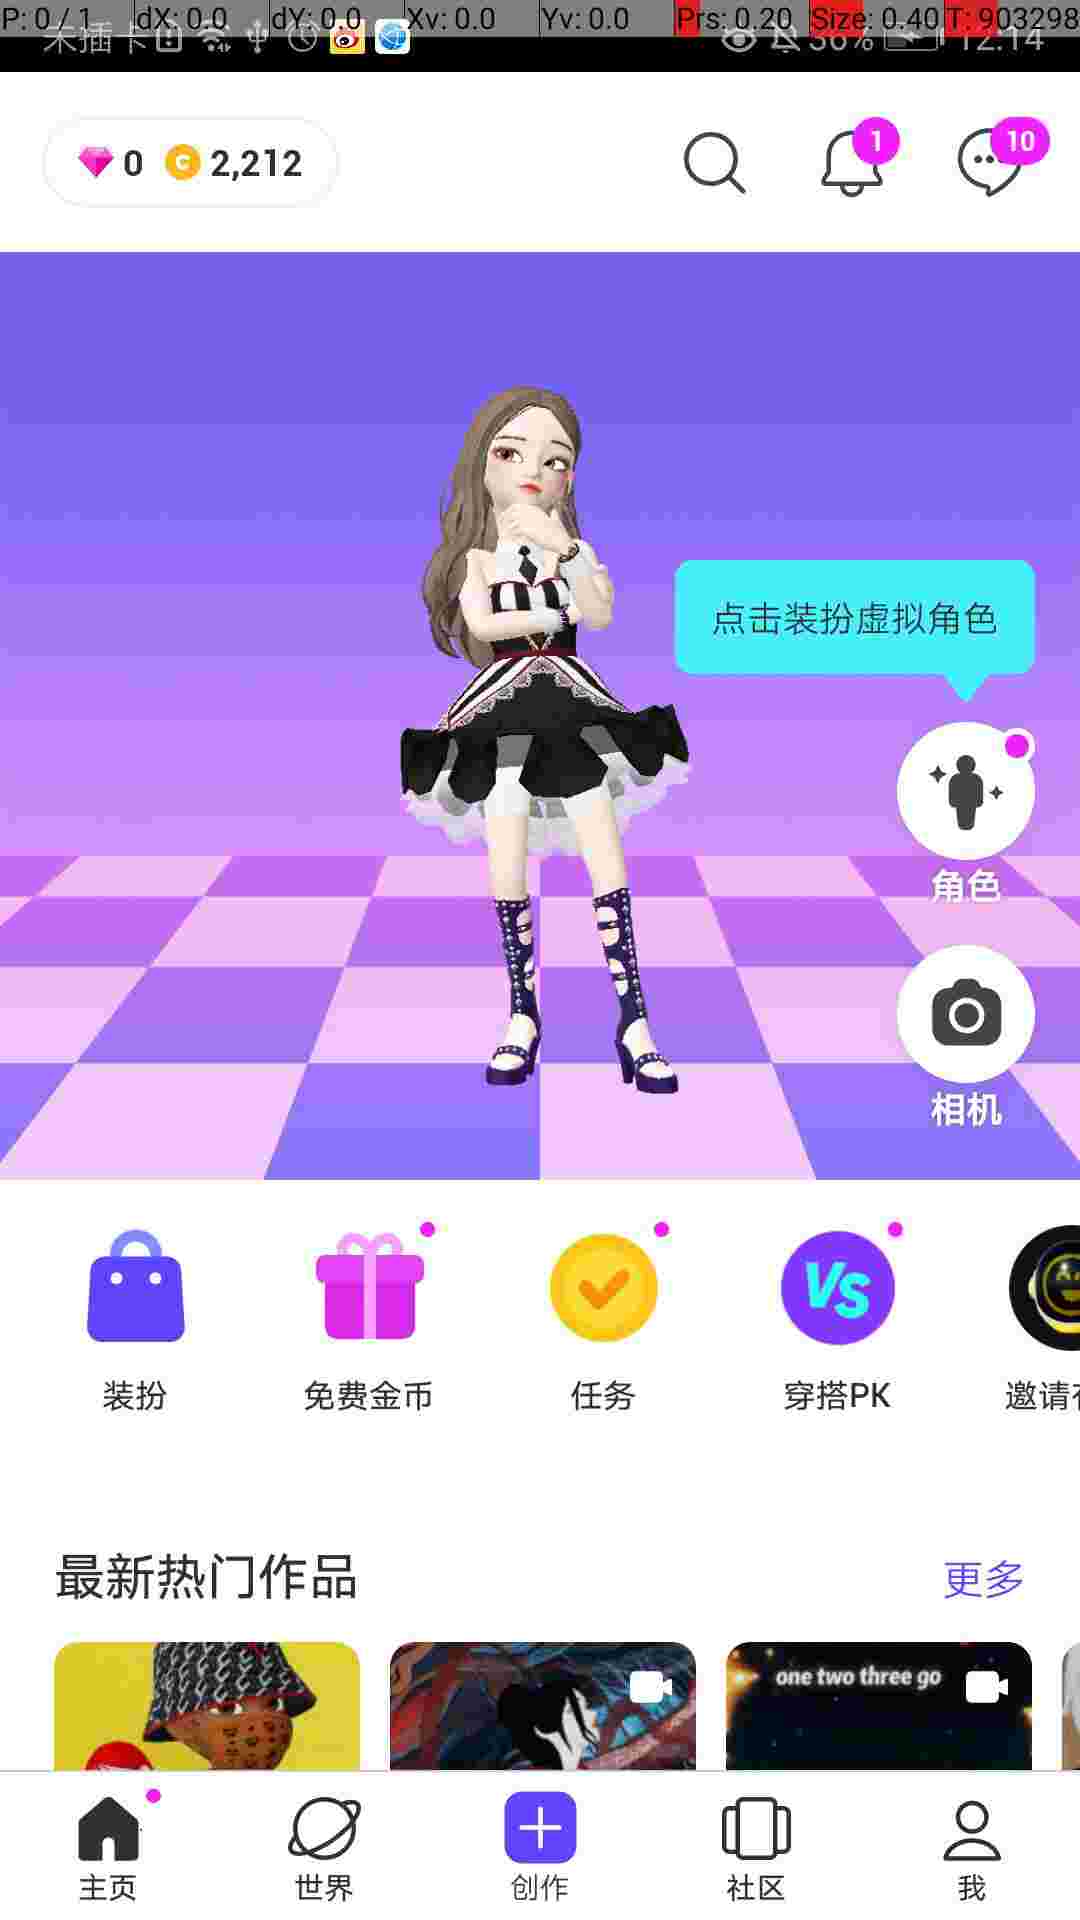 P: 0 / 1 dX: 0.0 dY: 0.0 Xv: 0.0 Yv: 0.0 Prs: 0.20 Size: 0.40 T: 903298
未插卡 36% 12:14
0 2,212 1 10
点击装扮虚拟角色
角色
相机
装扮 免费金币 任务 穿搭PK 邀请
最新热门作品 更多
one two three go
主页 世界 创作 社区 我